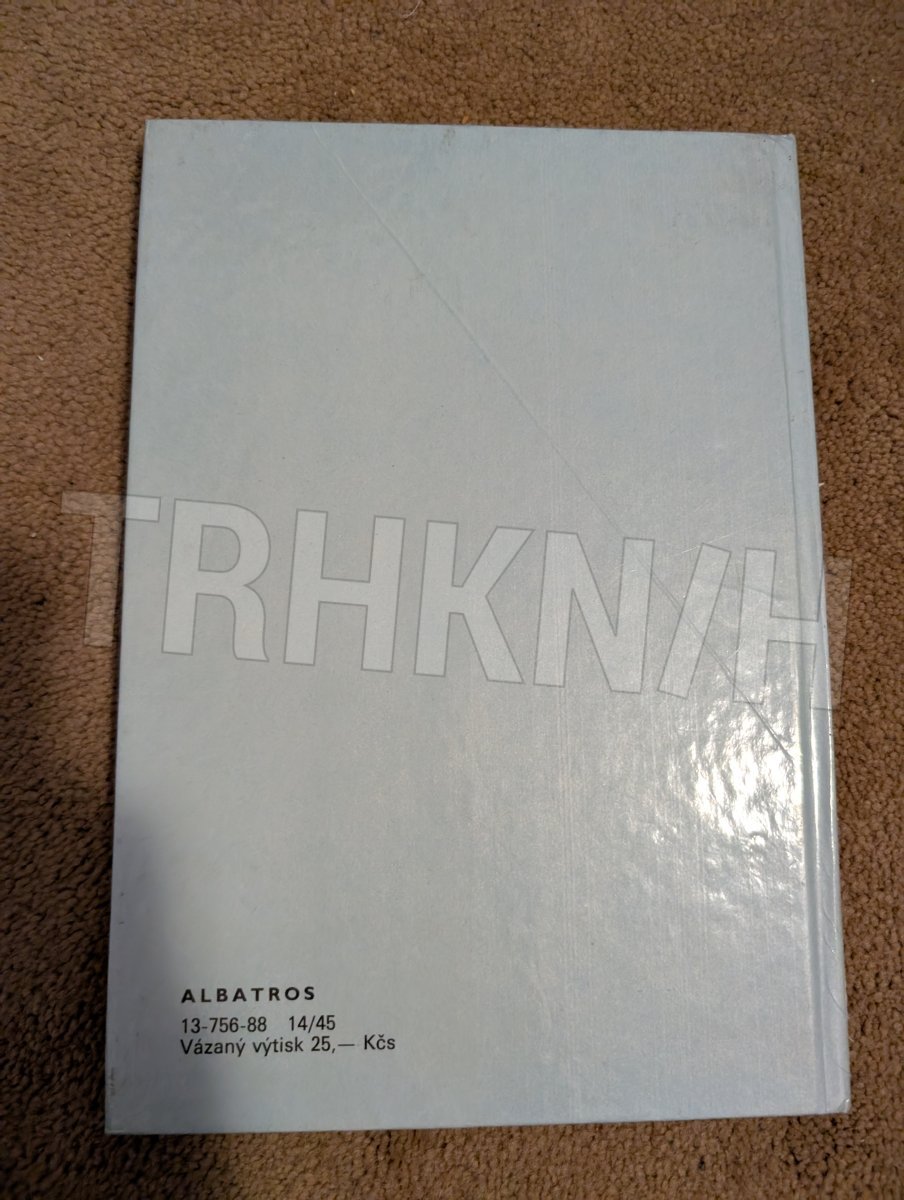 TRHKNIH
ALBATROS
13-756-88 14/45
Vázaný výtisk 25,— Kčs